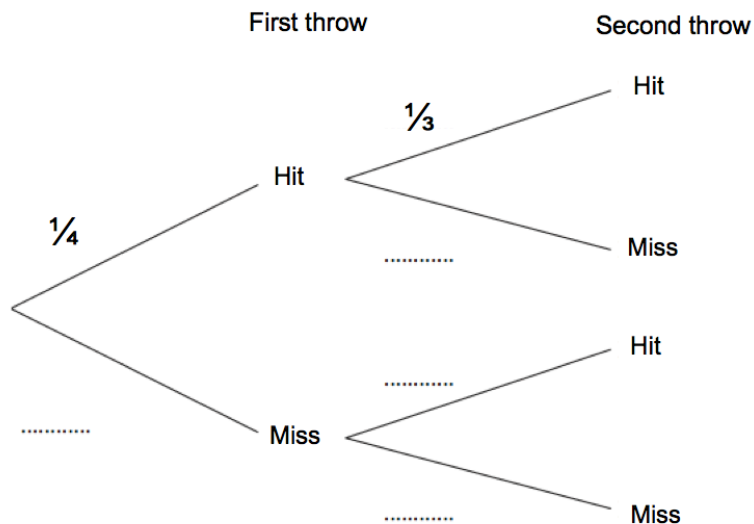 First throw
Second throw
Hit
⅓
Hit
¼
Miss
............
Hit
............
............
Miss
............
Miss